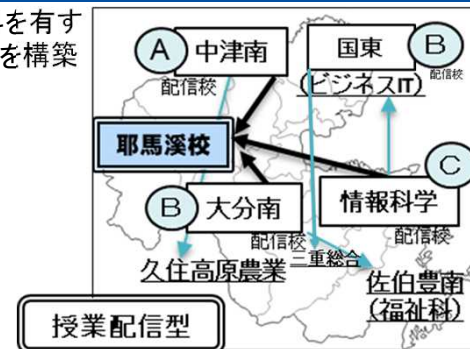 を有す
を構築
A 中津南
配信校
国東 B
配信校
(ビジネスIT)
耶馬溪校
C
B 大分南
配信校
情報科学
配信校
三重総合
久住高原農業
佐伯豊南
(福祉科)
授業配信型